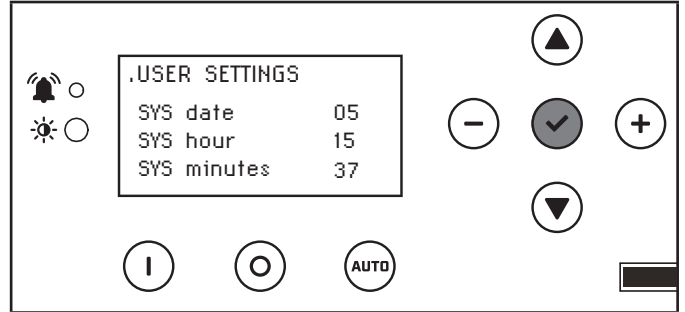 .USER SETTINGS
SYS date 05
SYS hour 15
SYS minutes 37
AUTO